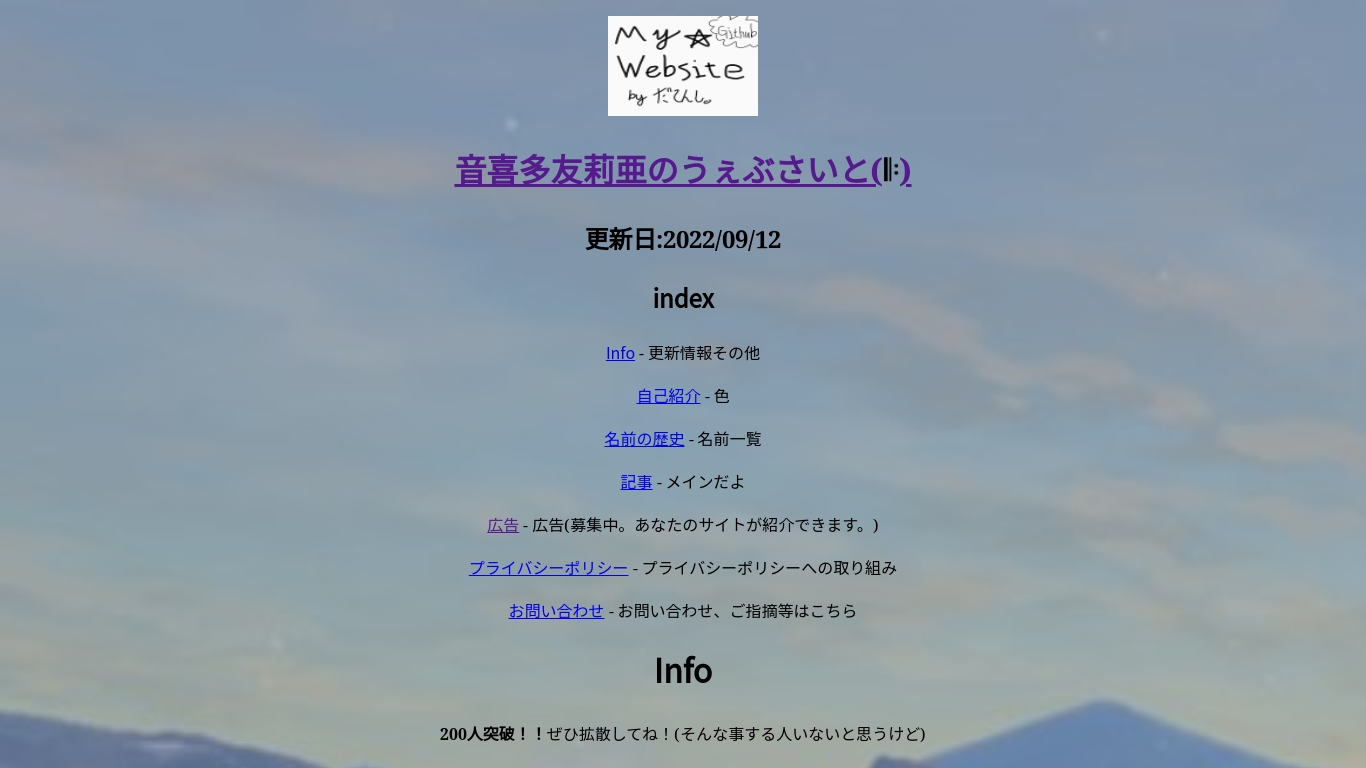 My☆
Github
Website
by だひんし。
音喜多友莉亜のうぇぶさいと(𝄆)
更新日:2022/09/12
index
Info - 更新情報その他
自己紹介 - 色
名前の歴史 - 名前一覧
記事 - メインだよ
広告 - 広告(募集中。あなたのサイトが紹介できます。)
プライバシーポリシー - プライバシーポリシーへの取り組み
お問い合わせ - お問い合わせ、ご指摘等はこちら
Info
200人突破！！ぜひ拡散してね！(そんな事する人いないと思うけど)